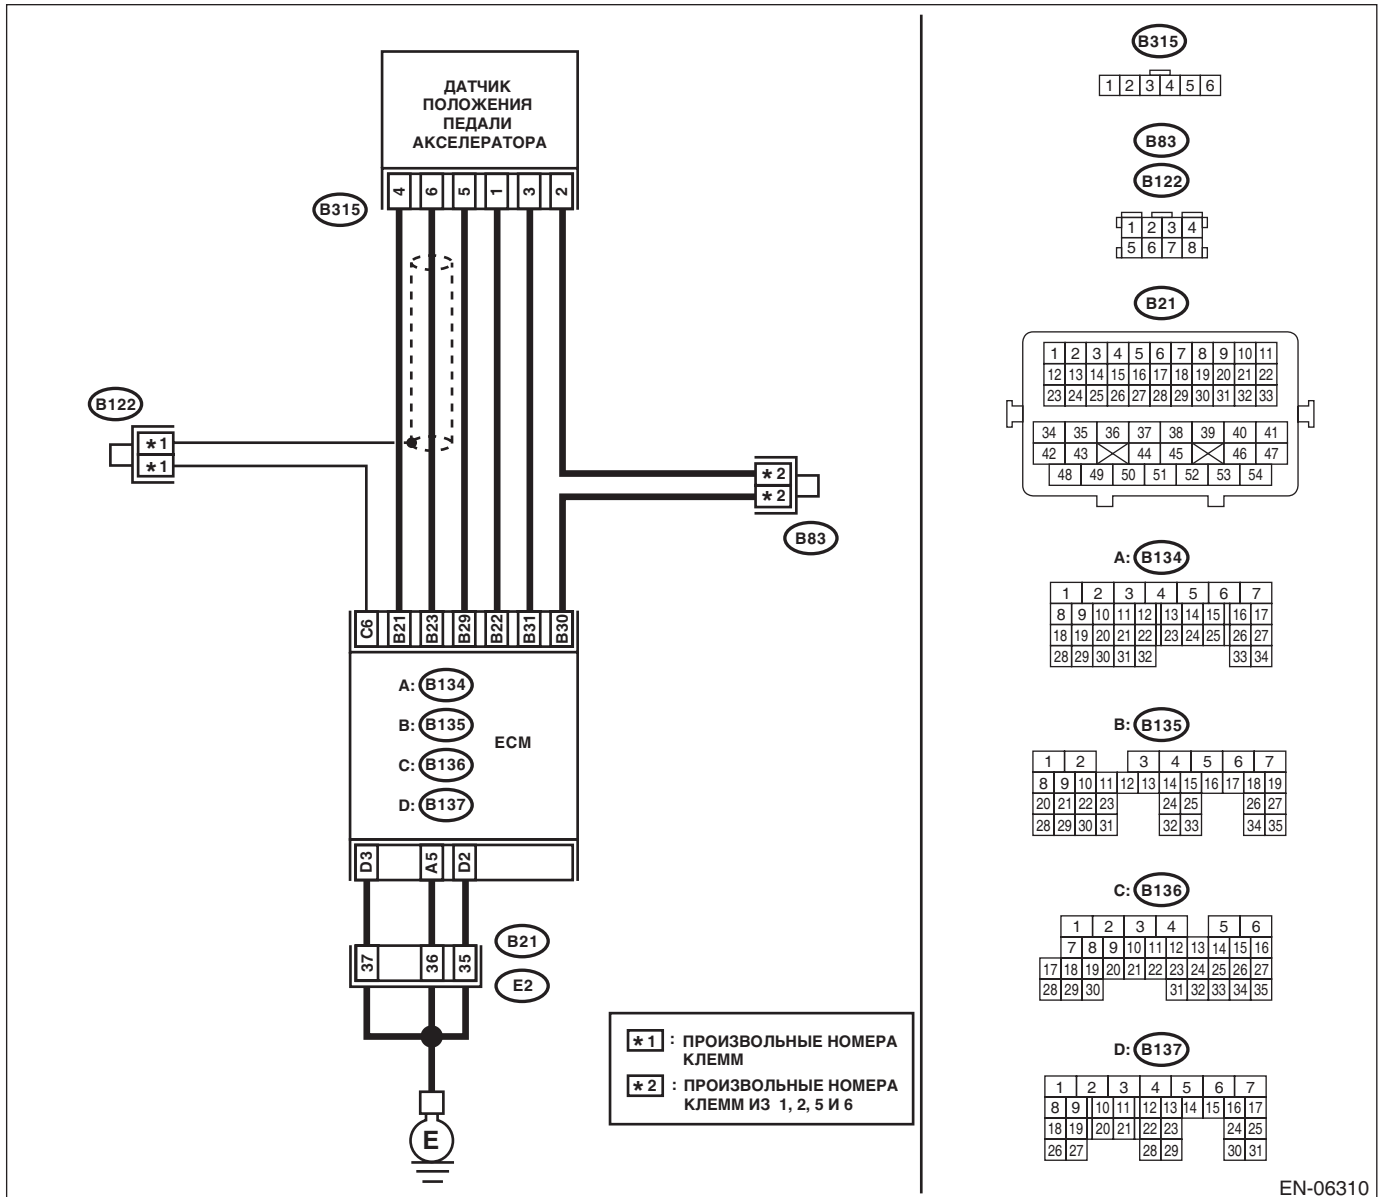 ДАТЧИК
ПОЛОЖЕНИЯ
ПЕДАЛИ
АКСЕЛЕРАТОРА
4 6 5 1 3 2
B315
B122
*1
*1
*2
*2
B83
C6 B21 B23 B29 B22 B31 B30
A: B134
B: B135
ECM
C: B136
D: B137
D3 A5 D2
B21
37 36 35
E2
E
*1 : ПРОИЗВОЛЬНЫЕ НОМЕРА
КЛЕММ
*2 : ПРОИЗВОЛЬНЫЕ НОМЕРА
КЛЕММ ИЗ 1, 2, 5 И 6
B315
1 2 3 4 5 6
B83
B122
1 2 3 4
5 6 7 8
B21
1 2 3 4 5 6 7 8 9 10 11
12 13 14 15 16 17 18 19 20 21 22
23 24 25 26 27 28 29 30 31 32 33
34 35 36 37 38 39 40 41
42 43 44 45 46 47
48 49 50 51 52 53 54
A: B134
1 2 3 4 5 6 7
8 9 10 11 12 13 14 15 16 17
18 19 20 21 22 23 24 25 26 27
28 29 30 31 32 33 34
B: B135
1 2 3 4 5 6 7
8 9 10 11 12 13 14 15 16 17 18 19
20 21 22 23 24 25 26 27
28 29 30 31 32 33 34 35
C: B136
1 2 3 4 5 6
7 8 9 10 11 12 13 14 15 16
17 18 19 20 21 22 23 24 25 26 27
28 29 30 31 32 33 34 35
D: B137
1 2 3 4 5 6 7
8 9 10 11 12 13 14 15 16 17
18 19 20 21 22 23 24 25
26 27 28 29 30 31
EN-06310